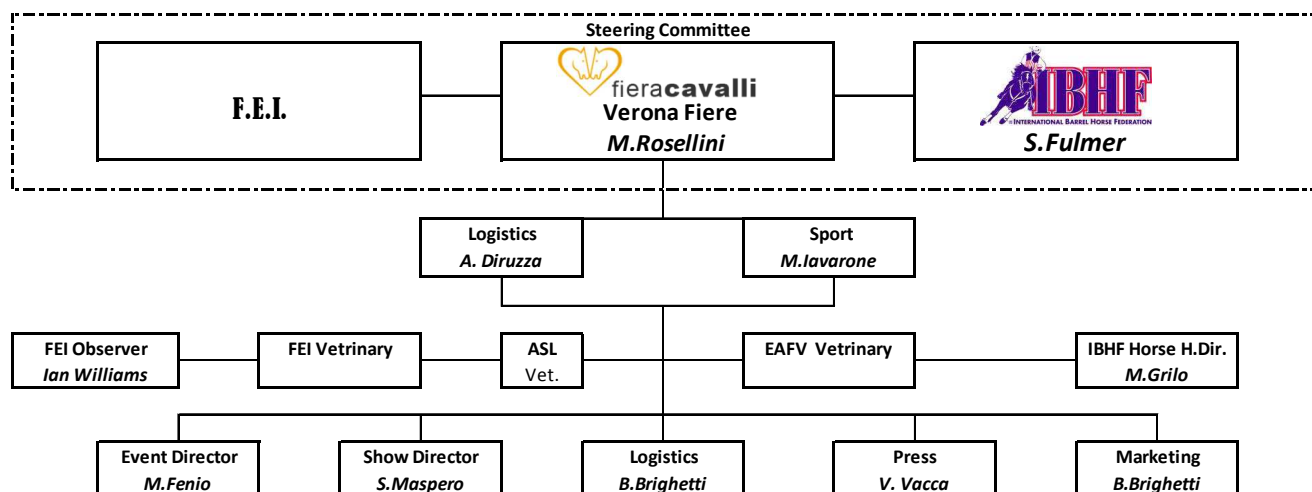 Steering Committee
F.E.I.
fieracavalli
Verona Fiere
M.Rosellini
IBHF
INTERNATIONAL BARREL HORSE FEDERATION
S.Fulmer
Logistics
A. Diruzza
Sport
M.Iavarone
FEI Observer
Ian Williams
FEI Vetrinary
ASL
Vet.
EAFV Vetrinary
IBHF Horse H.Dir.
M.Grilo
Event Director
M.Fenio
Show Director
S.Maspero
Logistics
B.Brighetti
Press
V. Vacca
Marketing
B.Brighetti